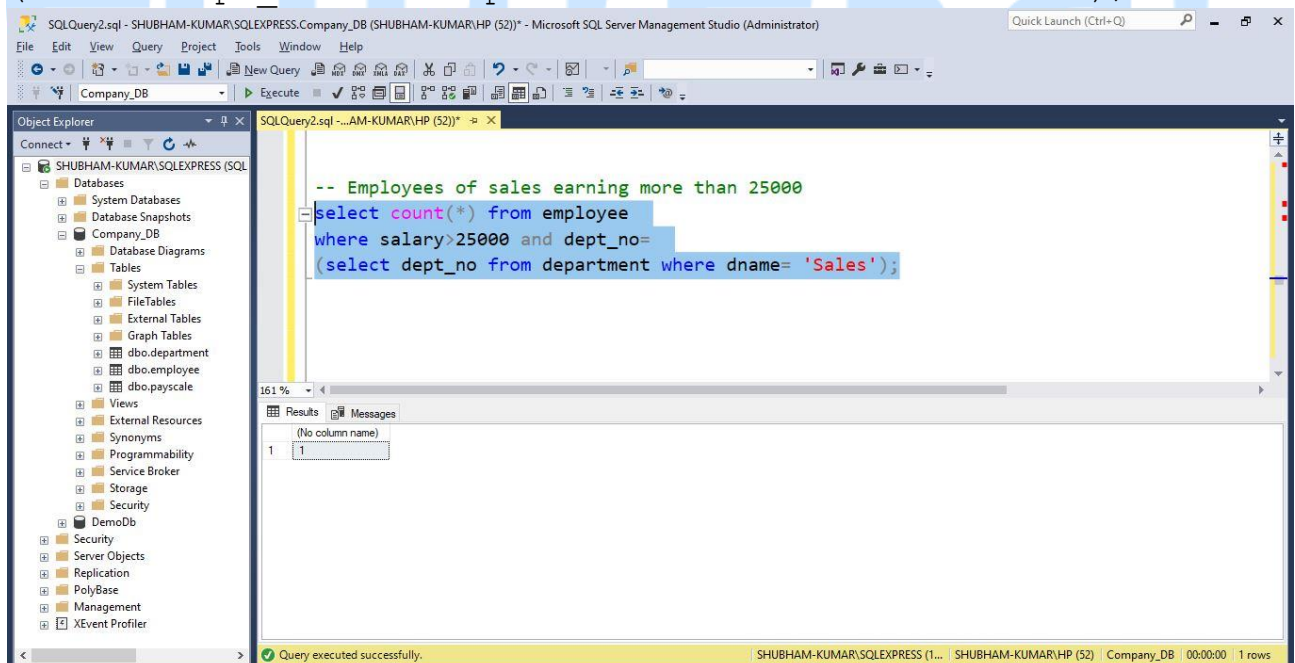 SQLQuery2.sql - SHUBHAM-KUMAR\SQLEXPRESS.Company_DB (SHUBHAM-KUMAR\HP (52))* - Microsoft SQL Server Management Studio (Administrator)
Quick Launch (Ctrl+Q)
File Edit View Query Project Tools Window Help
New Query
Company_DB
Execute
Object Explorer
Connect
SHUBHAM-KUMAR\SQLEXPRESS (SQL
Databases
System Databases
Database Snapshots
Company_DB
Database Diagrams
Tables
System Tables
FileTables
External Tables
Graph Tables
dbo.department
dbo.employee
dbo.payscale
Views
External Resources
Synonyms
Programmability
Service Broker
Storage
Security
DemoDb
Security
Server Objects
Replication
PolyBase
Management
XEvent Profiler
SQLQuery2.sql -...AM-KUMAR\HP (52))*
-- Employees of sales earning more than 25000
select count(*) from employee
where salary>25000 and dept_no=
(select dept_no from department where dname= 'Sales');
161 %
Results Messages
(No column name)
1 1
Query executed successfully.
SHUBHAM-KUMAR\SQLEXPRESS (1... SHUBHAM-KUMAR\HP (52) Company_DB 00:00:00 1 rows